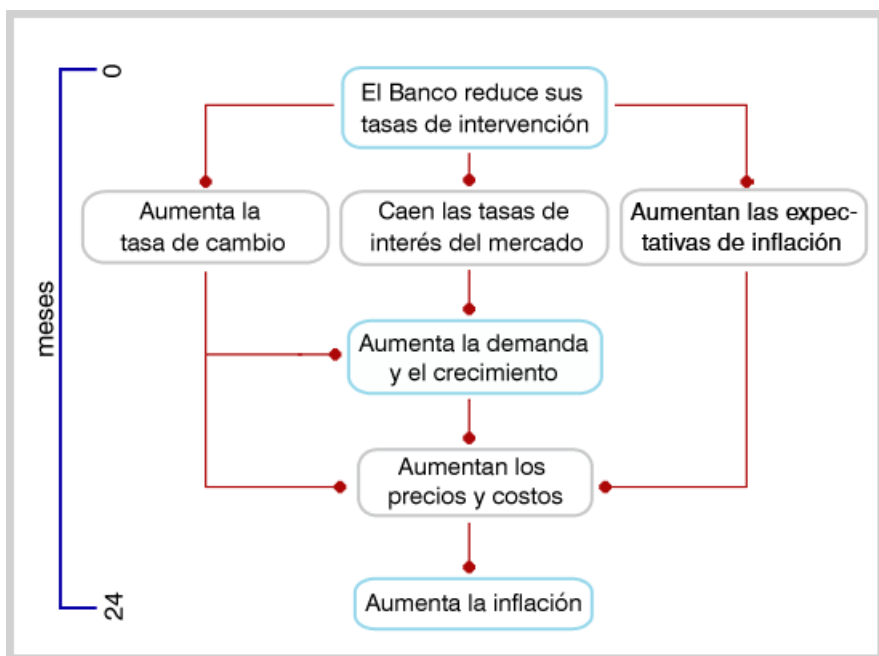 0
El Banco reduce sus
tasas de intervención
Aumenta la
tasa de cambio
Caen las tasas de
interés del mercado
Aumentan las expec-
tativas de inflación
meses
Aumenta la demanda
y el crecimiento
Aumentan los
precios y costos
Aumenta la inflación
24